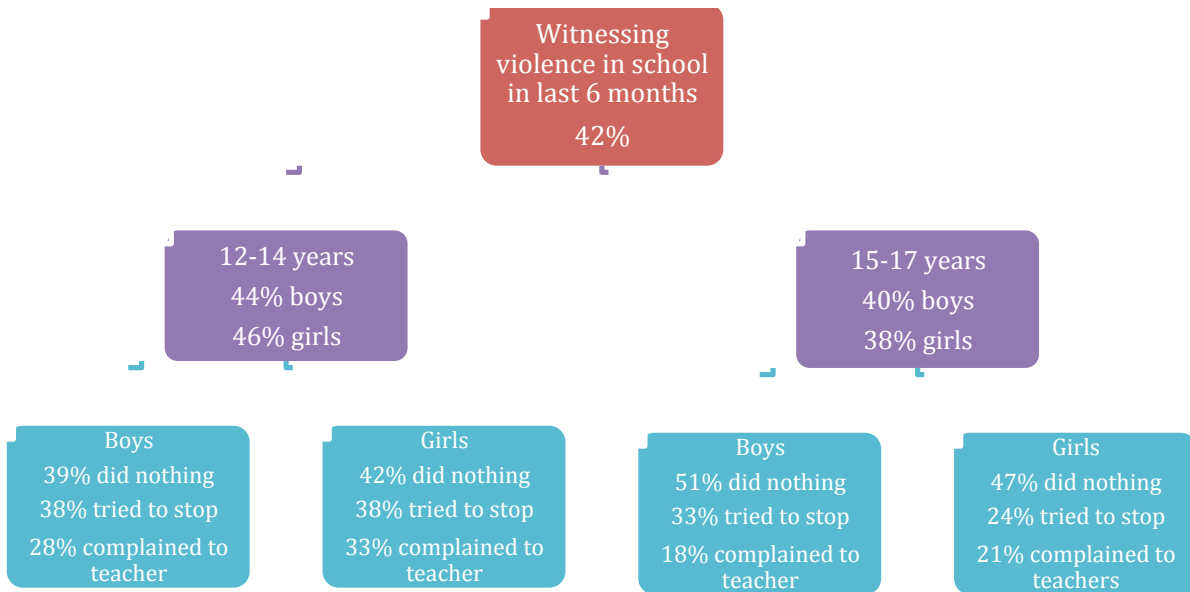 Witnessing
violence in school
in last 6 months
42%
12-14 years
44% boys
46% girls
15-17 years
40% boys
38% girls
Boys
39% did nothing
38% tried to stop
28% complained to
teacher
Girls
42% did nothing
38% tried to stop
33% complained to
teacher
Boys
51% did nothing
33% tried to stop
18% complained to
teacher
Girls
47% did nothing
24% tried to stop
21% complained to
teachers